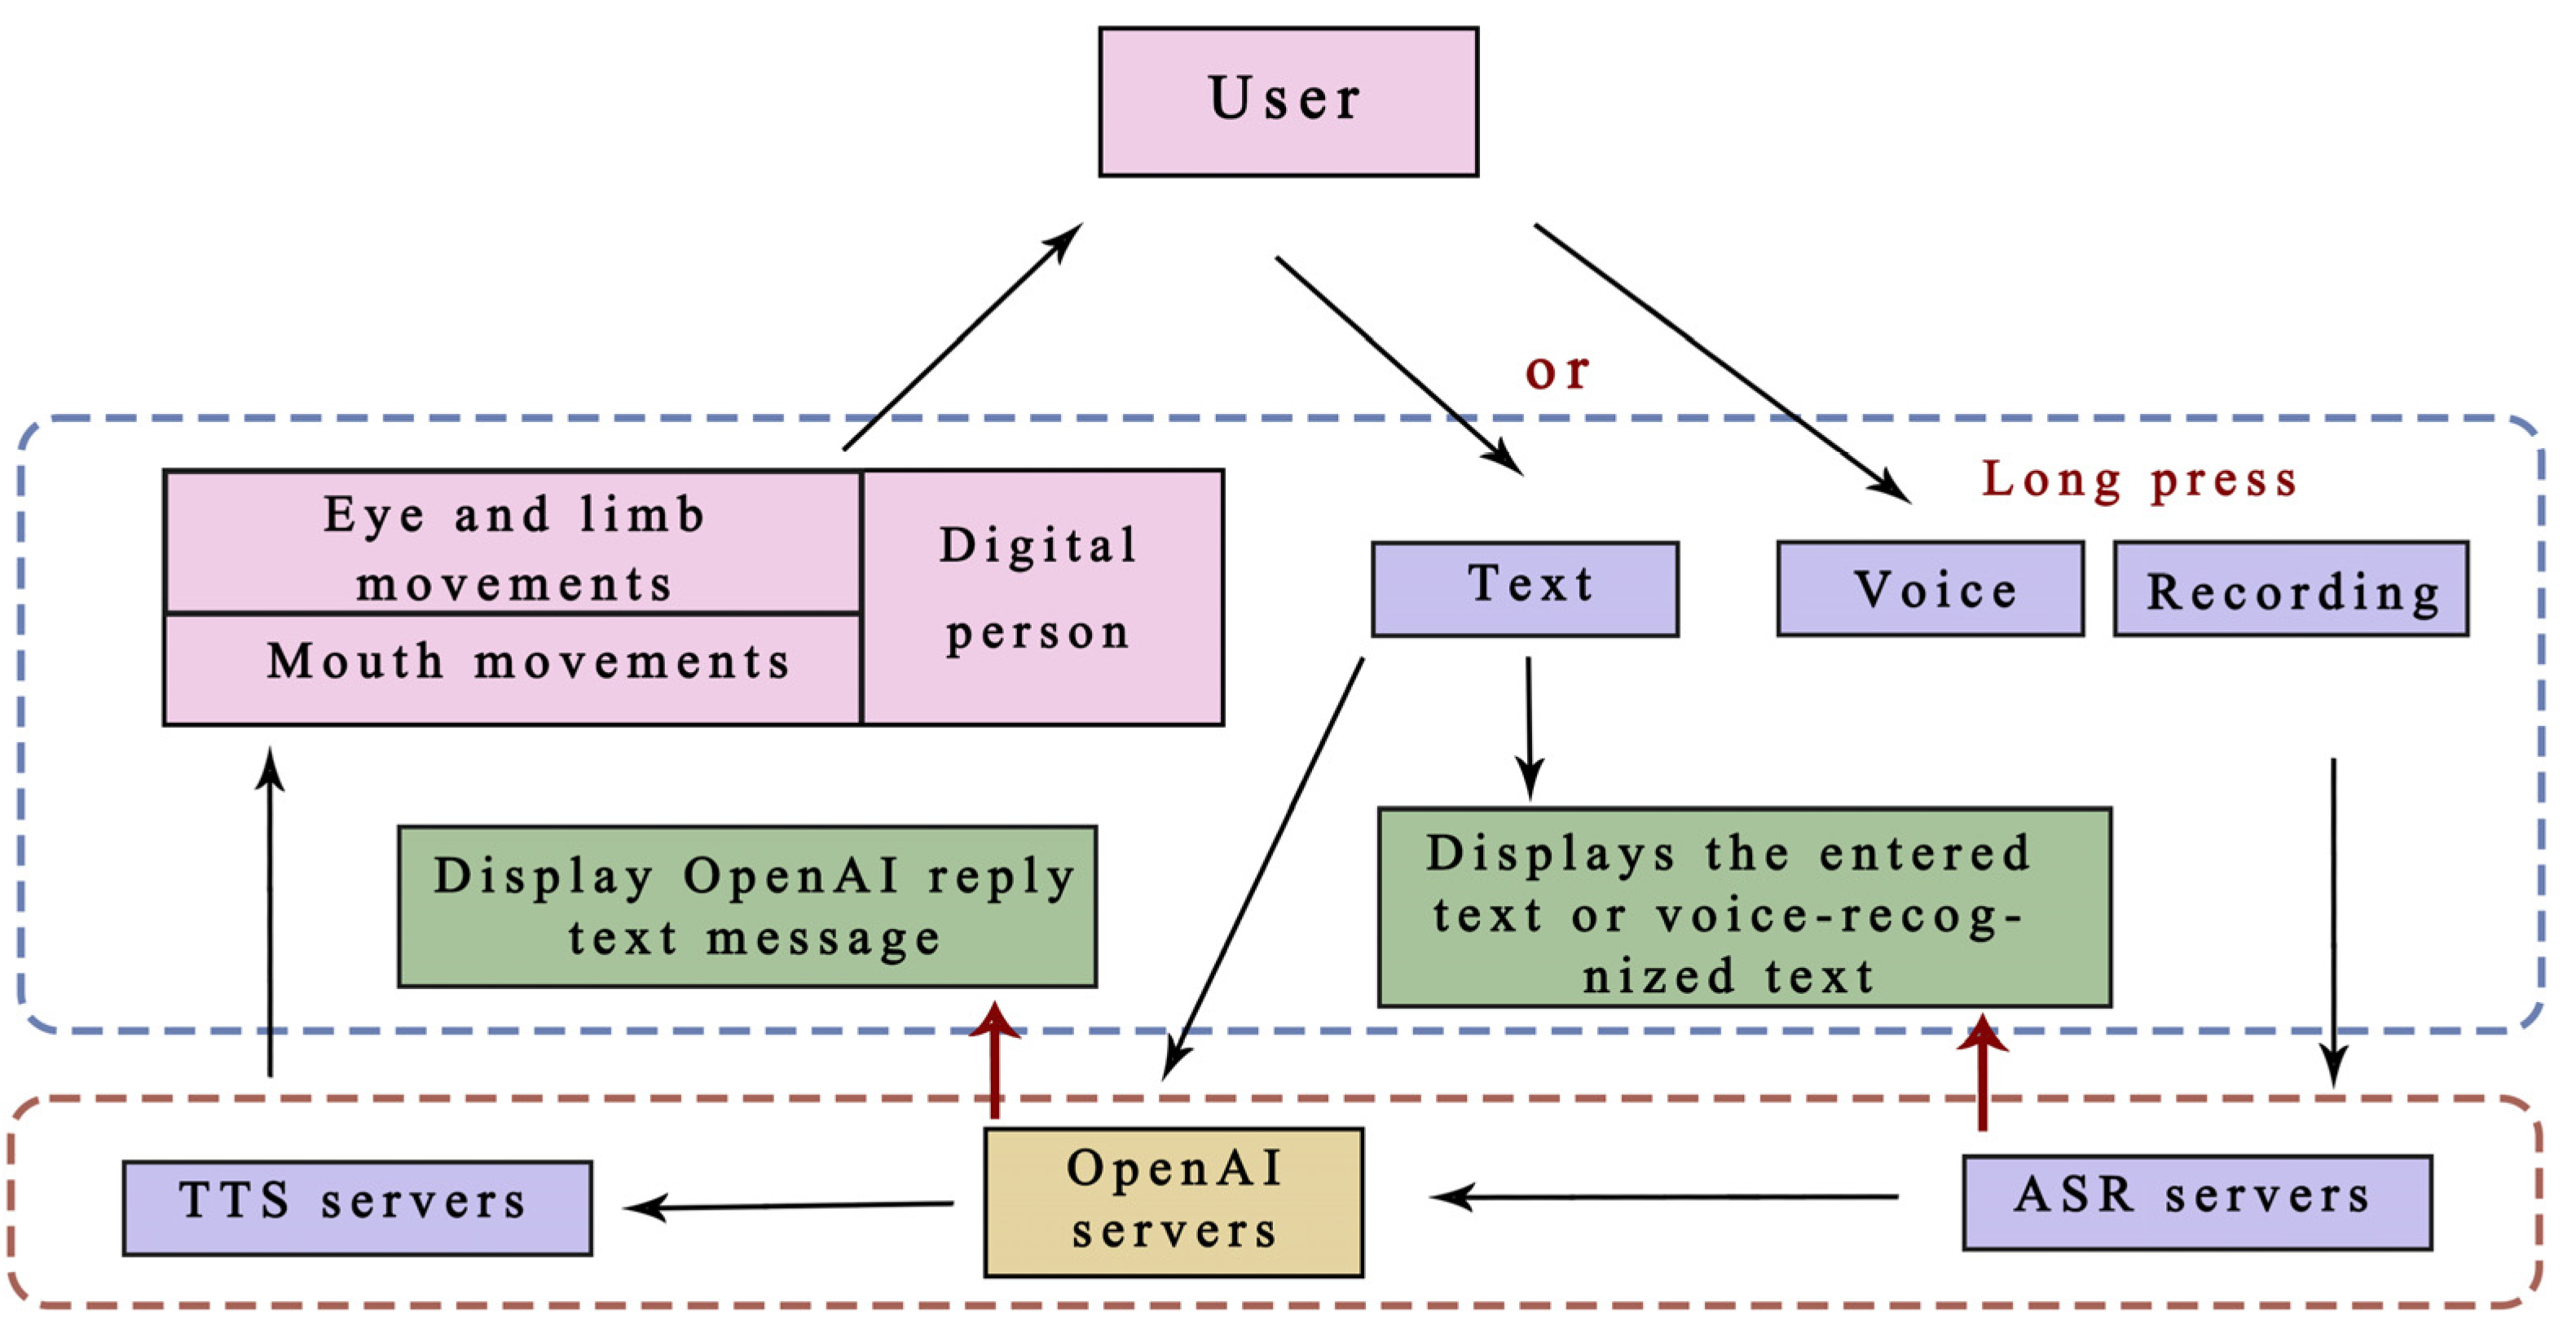 User
or
Long press
Eye and limb
movements
Mouth movements
Digital
person
Text
Voice
Recording
Display OpenAI reply
text message
Displays the entered
text or voice-recog-
nized text
TTS servers
OpenAI
servers
ASR servers